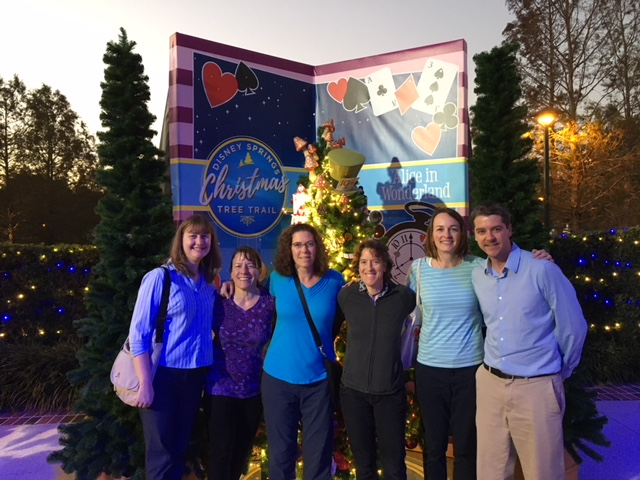 DISNEY SPRINGS
Christmas
TREE TRAIL
Alice in
Wonderland